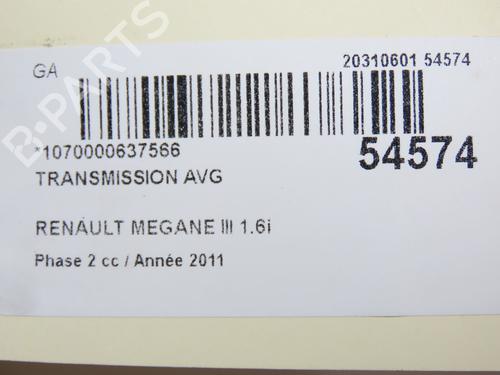 GA
20310601 54574
*1070000637566
54574
TRANSMISSION AVG
RENAULT MEGANE III 1.6i
Phase 2 cc / Année 2011
B-PARTS